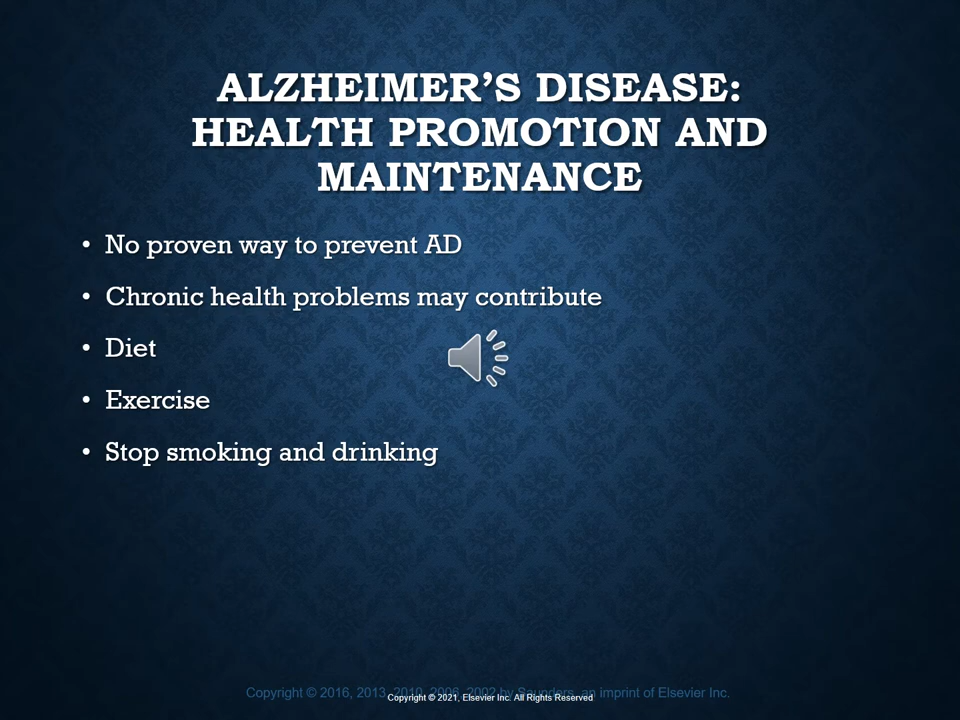 ALZHEIMER’S DISEASE:
HEALTH PROMOTION AND
MAINTENANCE
• No proven way to prevent AD
• Chronic health problems may contribute
• Diet
• Exercise
• Stop smoking and drinking
Copyright © 2016, 2013, 2010, 2006, 2002 by Saunders, an imprint of Elsevier Inc.
Copyright © 2021, Elsevier Inc. All Rights Reserved